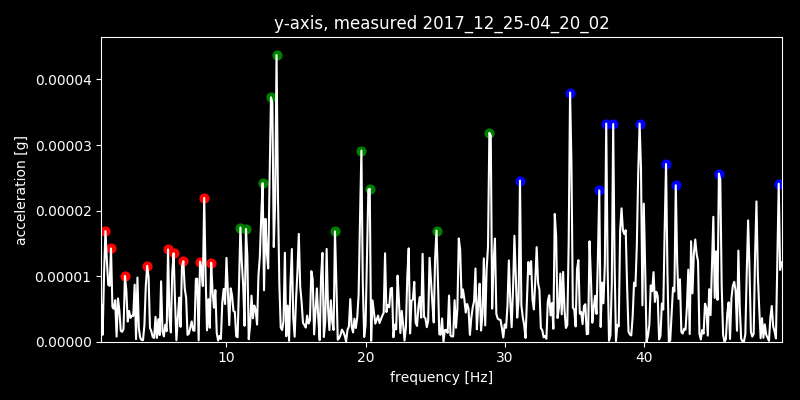 y-axis, measured 2017_12_25-04_20_02
0.00004
0.00003
0.00002
0.00001
0.00000
acceleration [g]
10 20 30 40
frequency [Hz]